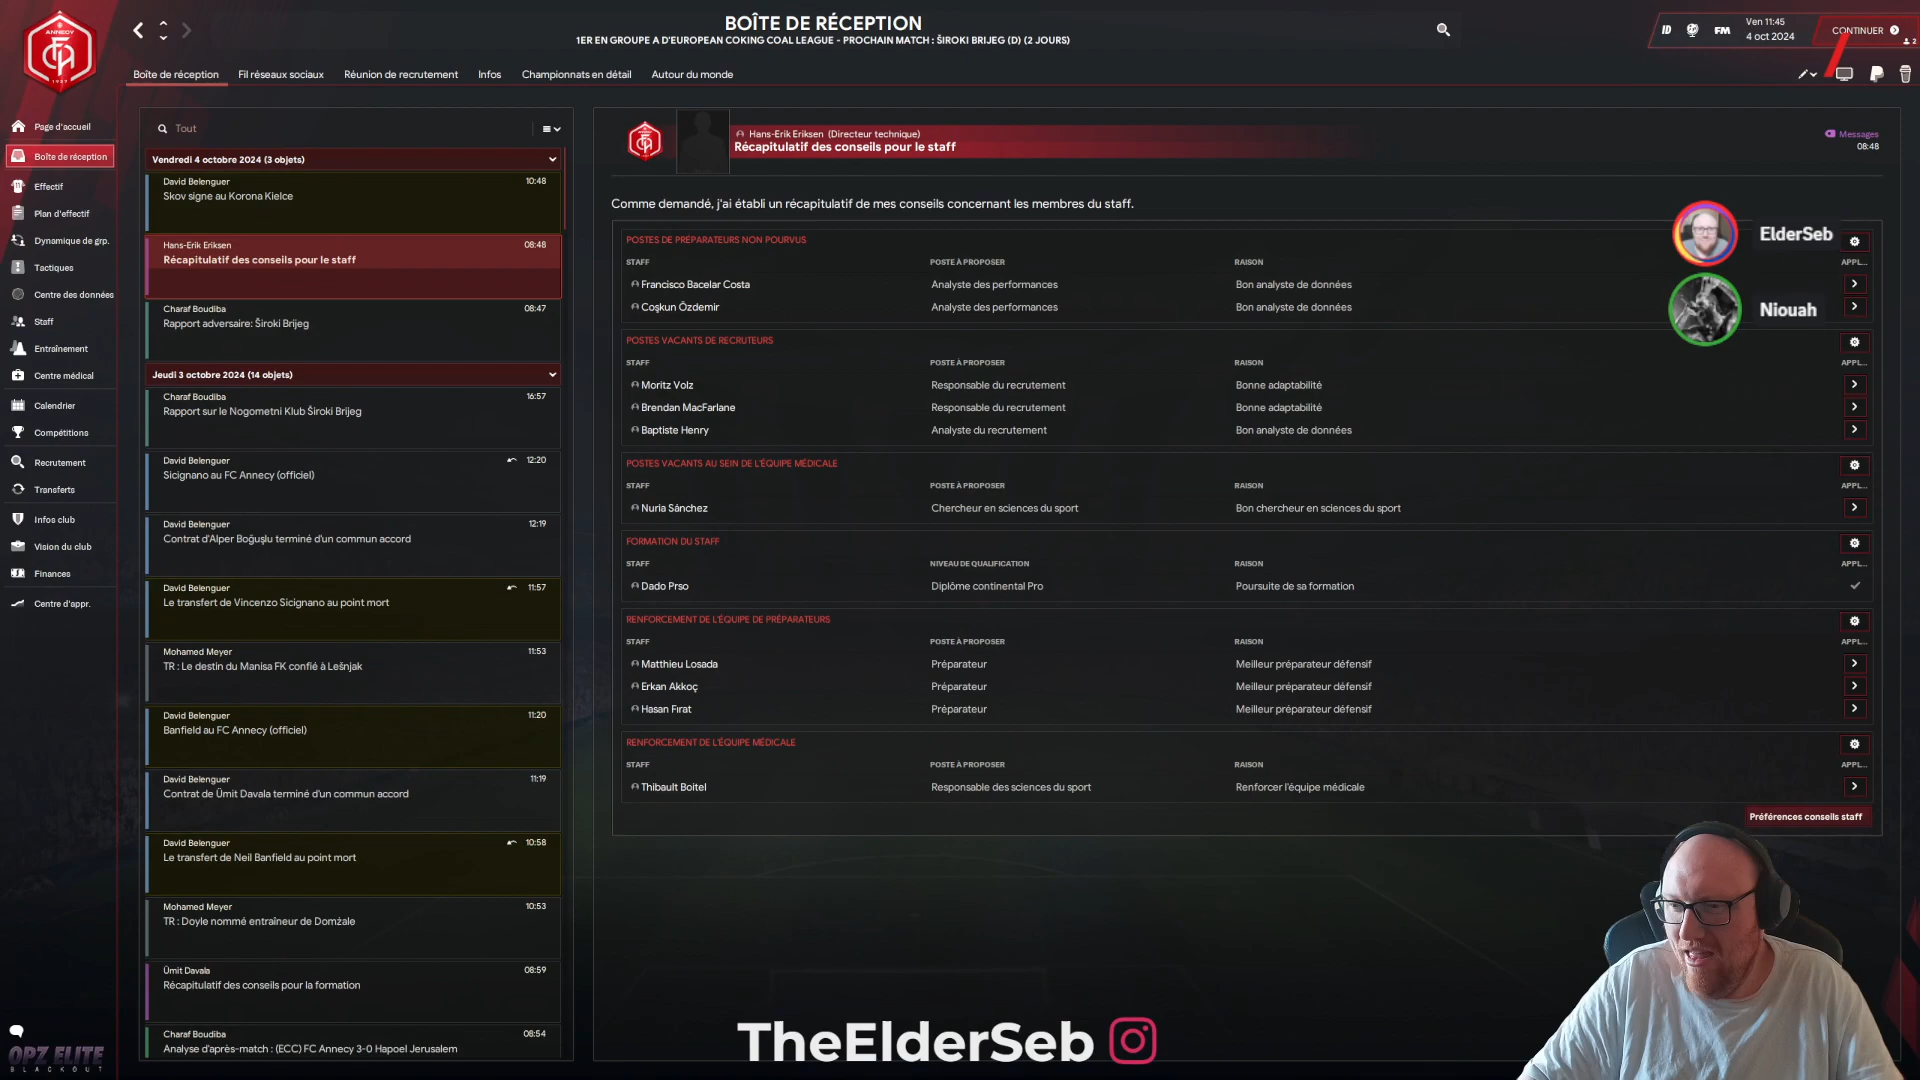 BOÎTE DE RÉCEPTION
1ER EN GROUPE A D'EUROPEAN COKING COAL LEAGUE - PROCHAIN MATCH : ŠIROKI BRIJEG (D) (2 JOURS)
ID
FM
Ven 11:45
4 oct 2024
CONTINUER
2
Boîte de réception
Fil réseaux sociaux
Réunion de recrutement
Infos
Championnats en détail
Autour du monde
ANNECY
Page d'accueil
Boîte de réception
Effectif
Plan d'effectif
Dynamique de grp.
Tactiques
Centre des données
Staff
Entraînement
Centre médical
Calendrier
Compétitions
Recrutement
Transferts
Infos club
Vision du club
Finances
Centre d'appr.
OPZ ELITE
BLACKOUT
Tout
Vendredi 4 octobre 2024 (3 objets)
David Belenguer 10:48
Skov signe au Korona Kielce
Hans-Erik Eriksen 08:48
Récapitulatif des conseils pour le staff
Charaf Boudiba 08:47
Rapport adversaire: Široki Brijeg
Jeudi 3 octobre 2024 (14 objets)
Charaf Boudiba 16:57
Rapport sur le Nogometni Klub Široki Brijeg
David Belenguer 12:20
Sicignano au FC Annecy (officiel)
David Belenguer 12:19
Contrat d'Alper Boğuşlu terminé d'un commun accord
David Belenguer 11:57
Le transfert de Vincenzo Sicignano au point mort
Mohamed Meyer 11:53
TR : Le destin du Manisa FK confié à Lešnjak
David Belenguer 11:20
Banfield au FC Annecy (officiel)
David Belenguer 11:19
Contrat de Ümit Davala terminé d'un commun accord
David Belenguer 10:58
Le transfert de Neil Banfield au point mort
Mohamed Meyer 10:53
TR : Doyle nommé entraîneur de Domžale
Ümit Davala 08:59
Récapitulatif des conseils pour la formation
Charaf Boudiba 08:54
Analyse d'après-match : (ECC) FC Annecy 3-0 Hapoel Jerusalem
Hans-Erik Eriksen (Directeur technique)
Récapitulatif des conseils pour le staff
Messages
08:48
Comme demandé, j'ai établi un récapitulatif de mes conseils concernant les membres du staff.
POSTES DE PRÉPARATEURS NON POURVUS
STAFF POSTE À PROPOSER RAISON APPL...
Francisco Bacelar Costa Analyste des performances Bon analyste de données
Coşkun Özdemir Analyste des performances Bon analyste de données
POSTES VACANTS DE RECRUTEURS
STAFF POSTE À PROPOSER RAISON APPL...
Moritz Volz Responsable du recrutement Bonne adaptabilité
Brendan MacFarlane Responsable du recrutement Bonne adaptabilité
Baptiste Henry Analyste du recrutement Bon analyste de données
POSTES VACANTS AU SEIN DE L'ÉQUIPE MÉDICALE
STAFF POSTE À PROPOSER RAISON APPL...
Nuria Sánchez Chercheur en sciences du sport Bon chercheur en sciences du sport
FORMATION DU STAFF
STAFF NIVEAU DE QUALIFICATION RAISON APPL...
Dado Prso Diplôme continental Pro Poursuite de sa formation
RENFORCEMENT DE L'ÉQUIPE DE PRÉPARATEURS
STAFF POSTE À PROPOSER RAISON APPL...
Matthieu Losada Préparateur Meilleur préparateur défensif
Erkan Akkoç Préparateur Meilleur préparateur défensif
Hasan Fırat Préparateur Meilleur préparateur défensif
RENFORCEMENT DE L'ÉQUIPE MÉDICALE
STAFF POSTE À PROPOSER RAISON APPL...
Thibault Boitel Responsable des sciences du sport Renforcer l'équipe médicale
Préférences conseils staff
ElderSeb
Niouah
TheElderSeb